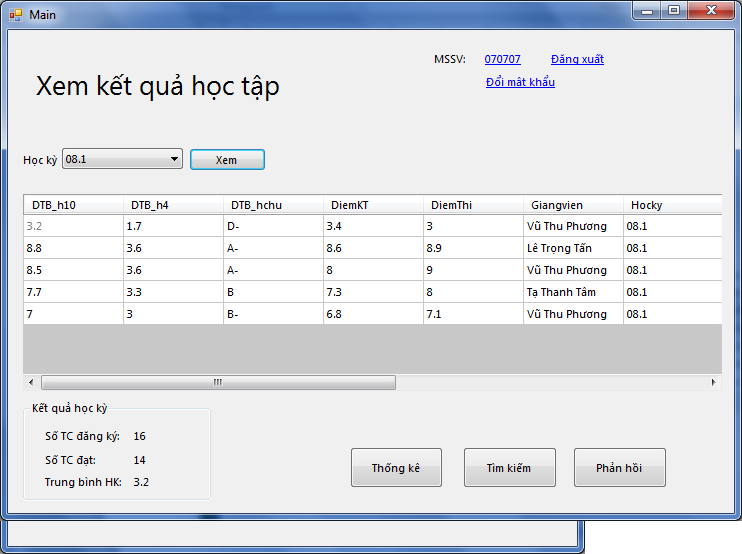 Main
MSSV: 070707 Đăng xuất
Đổi mât khẩu
Xem kết quả học tập
Học kỳ 08.1 Xem
DTB_h10 DTB_h4 DTB_hchu DiemKT DiemThi Giangvien Hocky
3.2 1.7 D- 3.4 3 Vũ Thu Phương 08.1
8.8 3.6 A- 8.6 8.9 Lê Trọng Tấn 08.1
8.5 3.6 A- 8 9 Vũ Thu Phương 08.1
7.7 3.3 B 7.3 8 Tạ Thanh Tâm 08.1
7 3 B- 6.8 7.1 Vũ Thu Phương 08.1
Kết quả học kỳ
Số TC đăng ký: 16
Số TC đạt: 14
Trung bình HK: 3.2
Thống kê Tìm kiếm Phản hồi